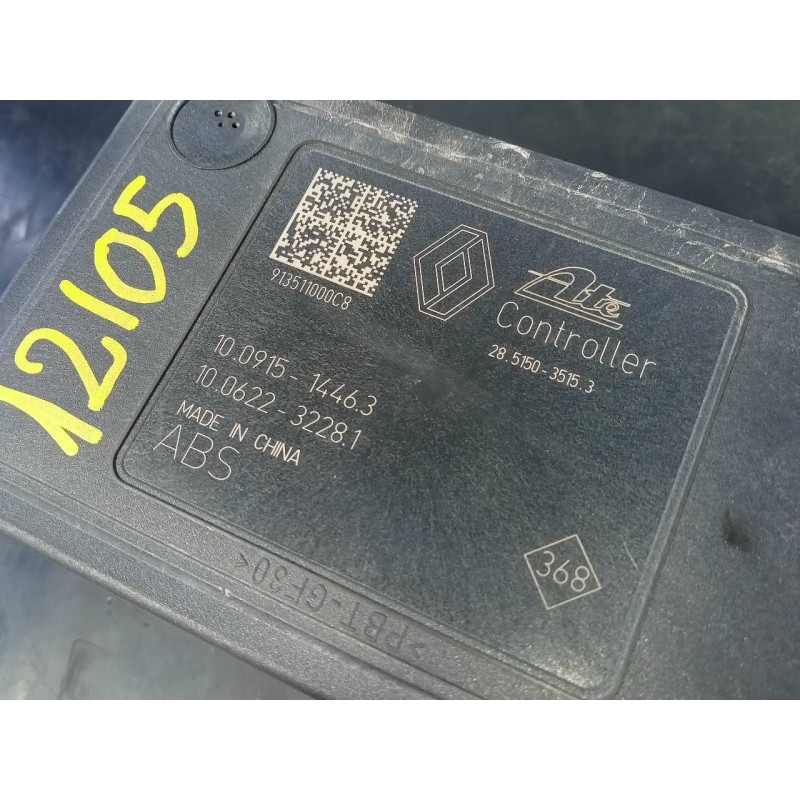 12105
913511000C8
Ate
Controller
28.5150-3515.3
10.0915-1446.3
10.0622-3228.1
MADE IN CHINA
ABS
368
>PBT-GF30<